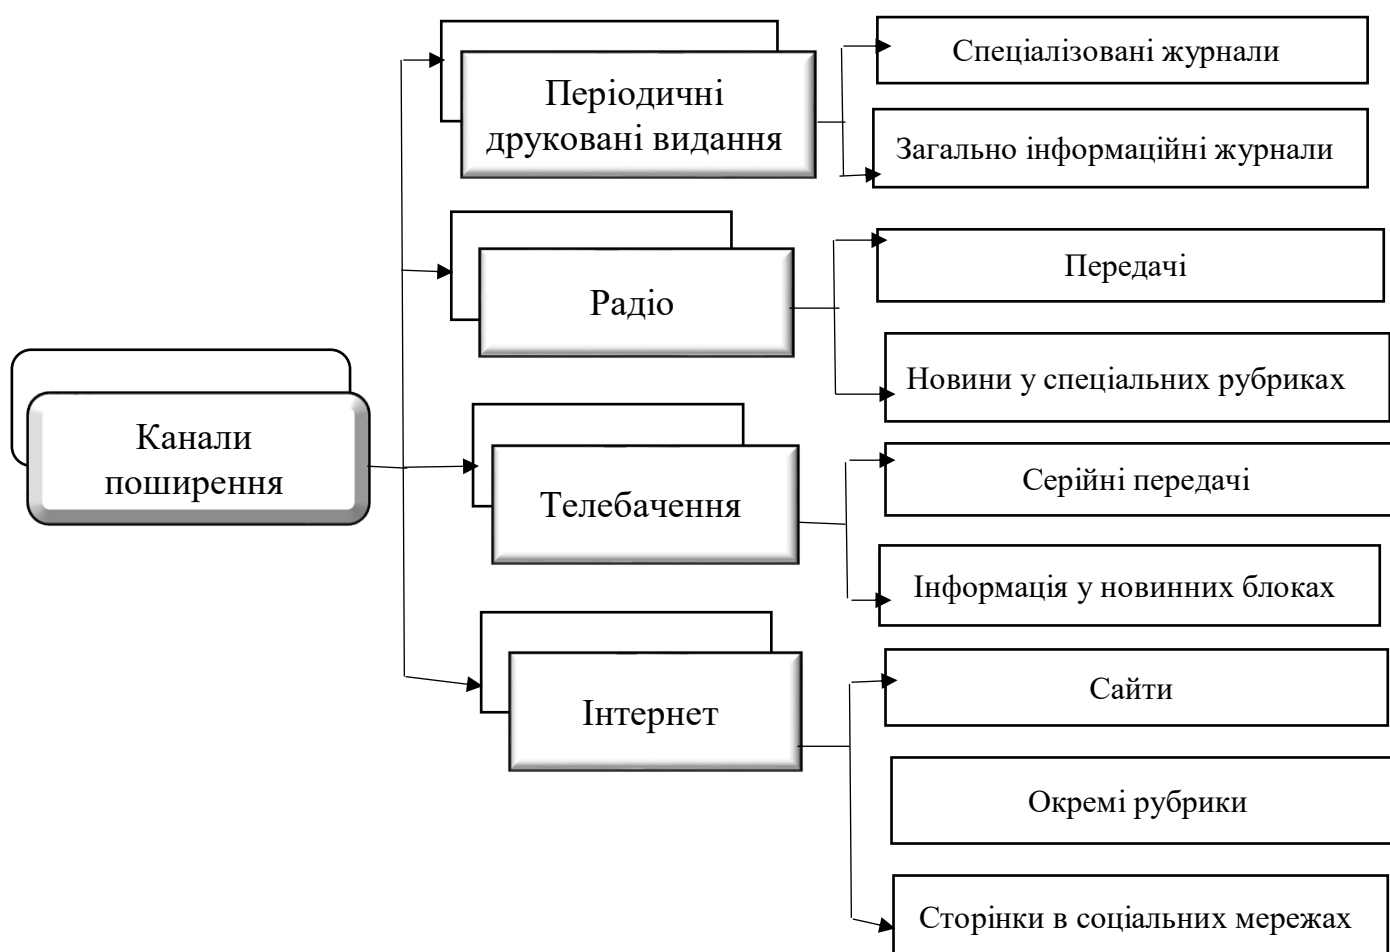 Канали
поширення
Періодичні
друковані видання
Спеціалізовані журнали
Загально інформаційні журнали
Радіо
Передачі
Новини у спеціальних рубриках
Телебачення
Серійні передачі
Інформація у новинних блоках
Інтернет
Сайти
Окремі рубрики
Сторінки в соціальних мережах